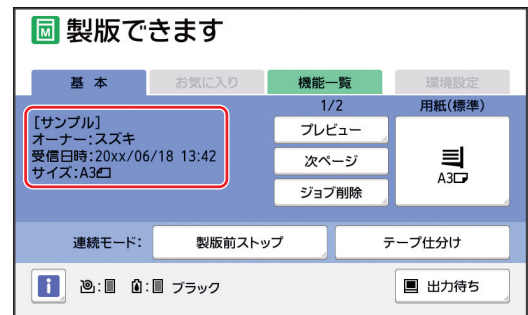 製版できます
基 本
お気に入り
機能一覧
環境設定
[サンプル]
オーナー:スズキ
受信日時:20xx/06/18 13:42
サイズ:A3
1/2
プレビュー
次ページ
ジョブ削除
用紙(標準)
A3
連続モード:
製版前ストップ
テープ仕分け
ブラック
出力待ち